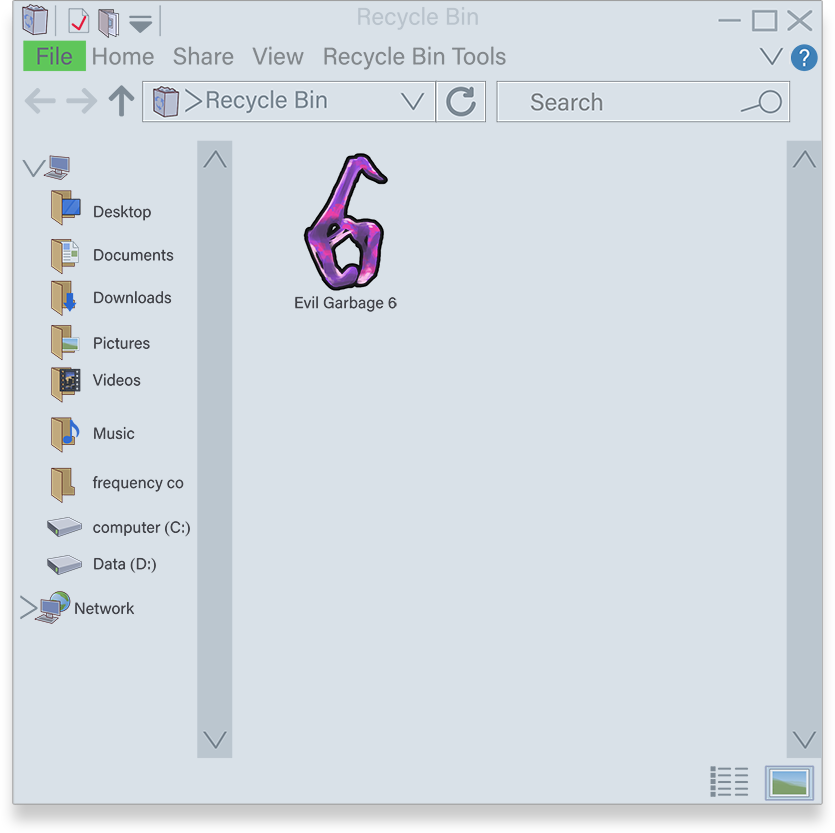 Recycle Bin
File Home Share View Recycle Bin Tools
?
Recycle Bin
Search
Desktop
Documents
Downloads
Pictures
Videos
Music
frequency co
computer (C:)
Data (D:)
Network
6
Evil Garbage 6